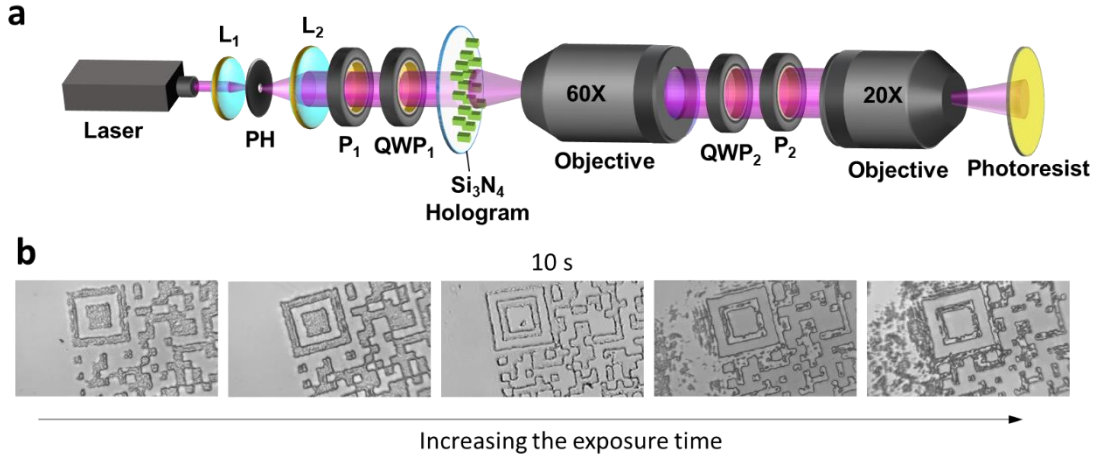 a
L1
L2
Laser
PH
P1
QWP1
Si3N4
Hologram
60X
Objective
QWP2
P2
20X
Objective
Photoresist
b
10 s
Increasing the exposure time